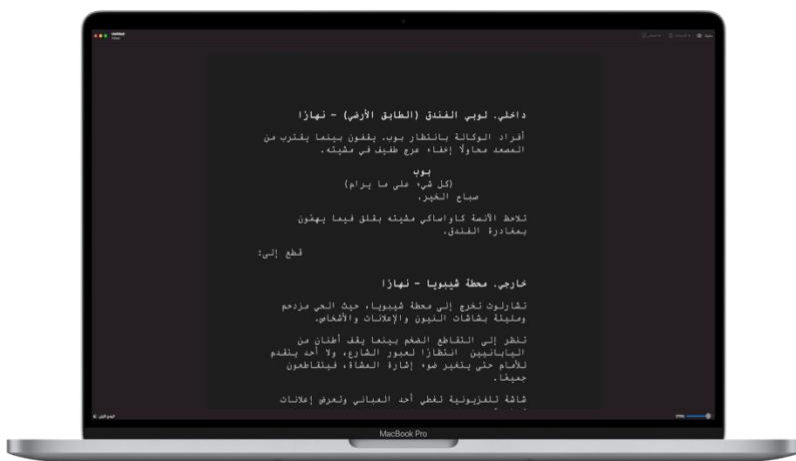 Untitled
داخلي. لوبي الفندق (الطابق الأرضي) – نهارًا
أفراد الوكالة بانتظار بوب. يقفون بينما يقترب من
المصعد محاولًا إخفاء عرج طفيف في مشيته.
بوب
(كل شيء على ما يرام)
صباح الخير.
تلاحظ الآنسة كاواساكي مشيته بقلق فيما يهمّون
بمغادرة الفندق.
قطع إلى:
خارجي. محطة شيبويا – نهارًا
تشارلوت تخرج إلى محطة شيبويا، حيث الحي مزدحم
ومليئة بشاشات النيون والإعلانات والأشخاص.
تنظر إلى التقاطع الضخم بينما يقف أطنان من
اليابانيين انتظارًا لعبور الشارع، ولا أحد يتقدم
للأمام حتى يتغير ضوء إشارة المشاة، فيتقاطعون
جميعًا.
شاشة تلفزيونية تغطي أحد المباني وتعرض إعلانات
MacBook Pro